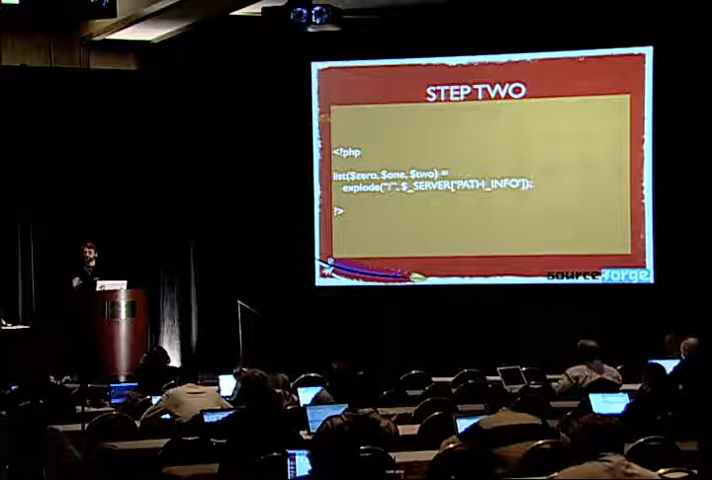 STEP TWO
<?php
list($zero, $one, $two) =
explode("/", $_SERVER["PATH_INFO"]);
?>
sourceforge